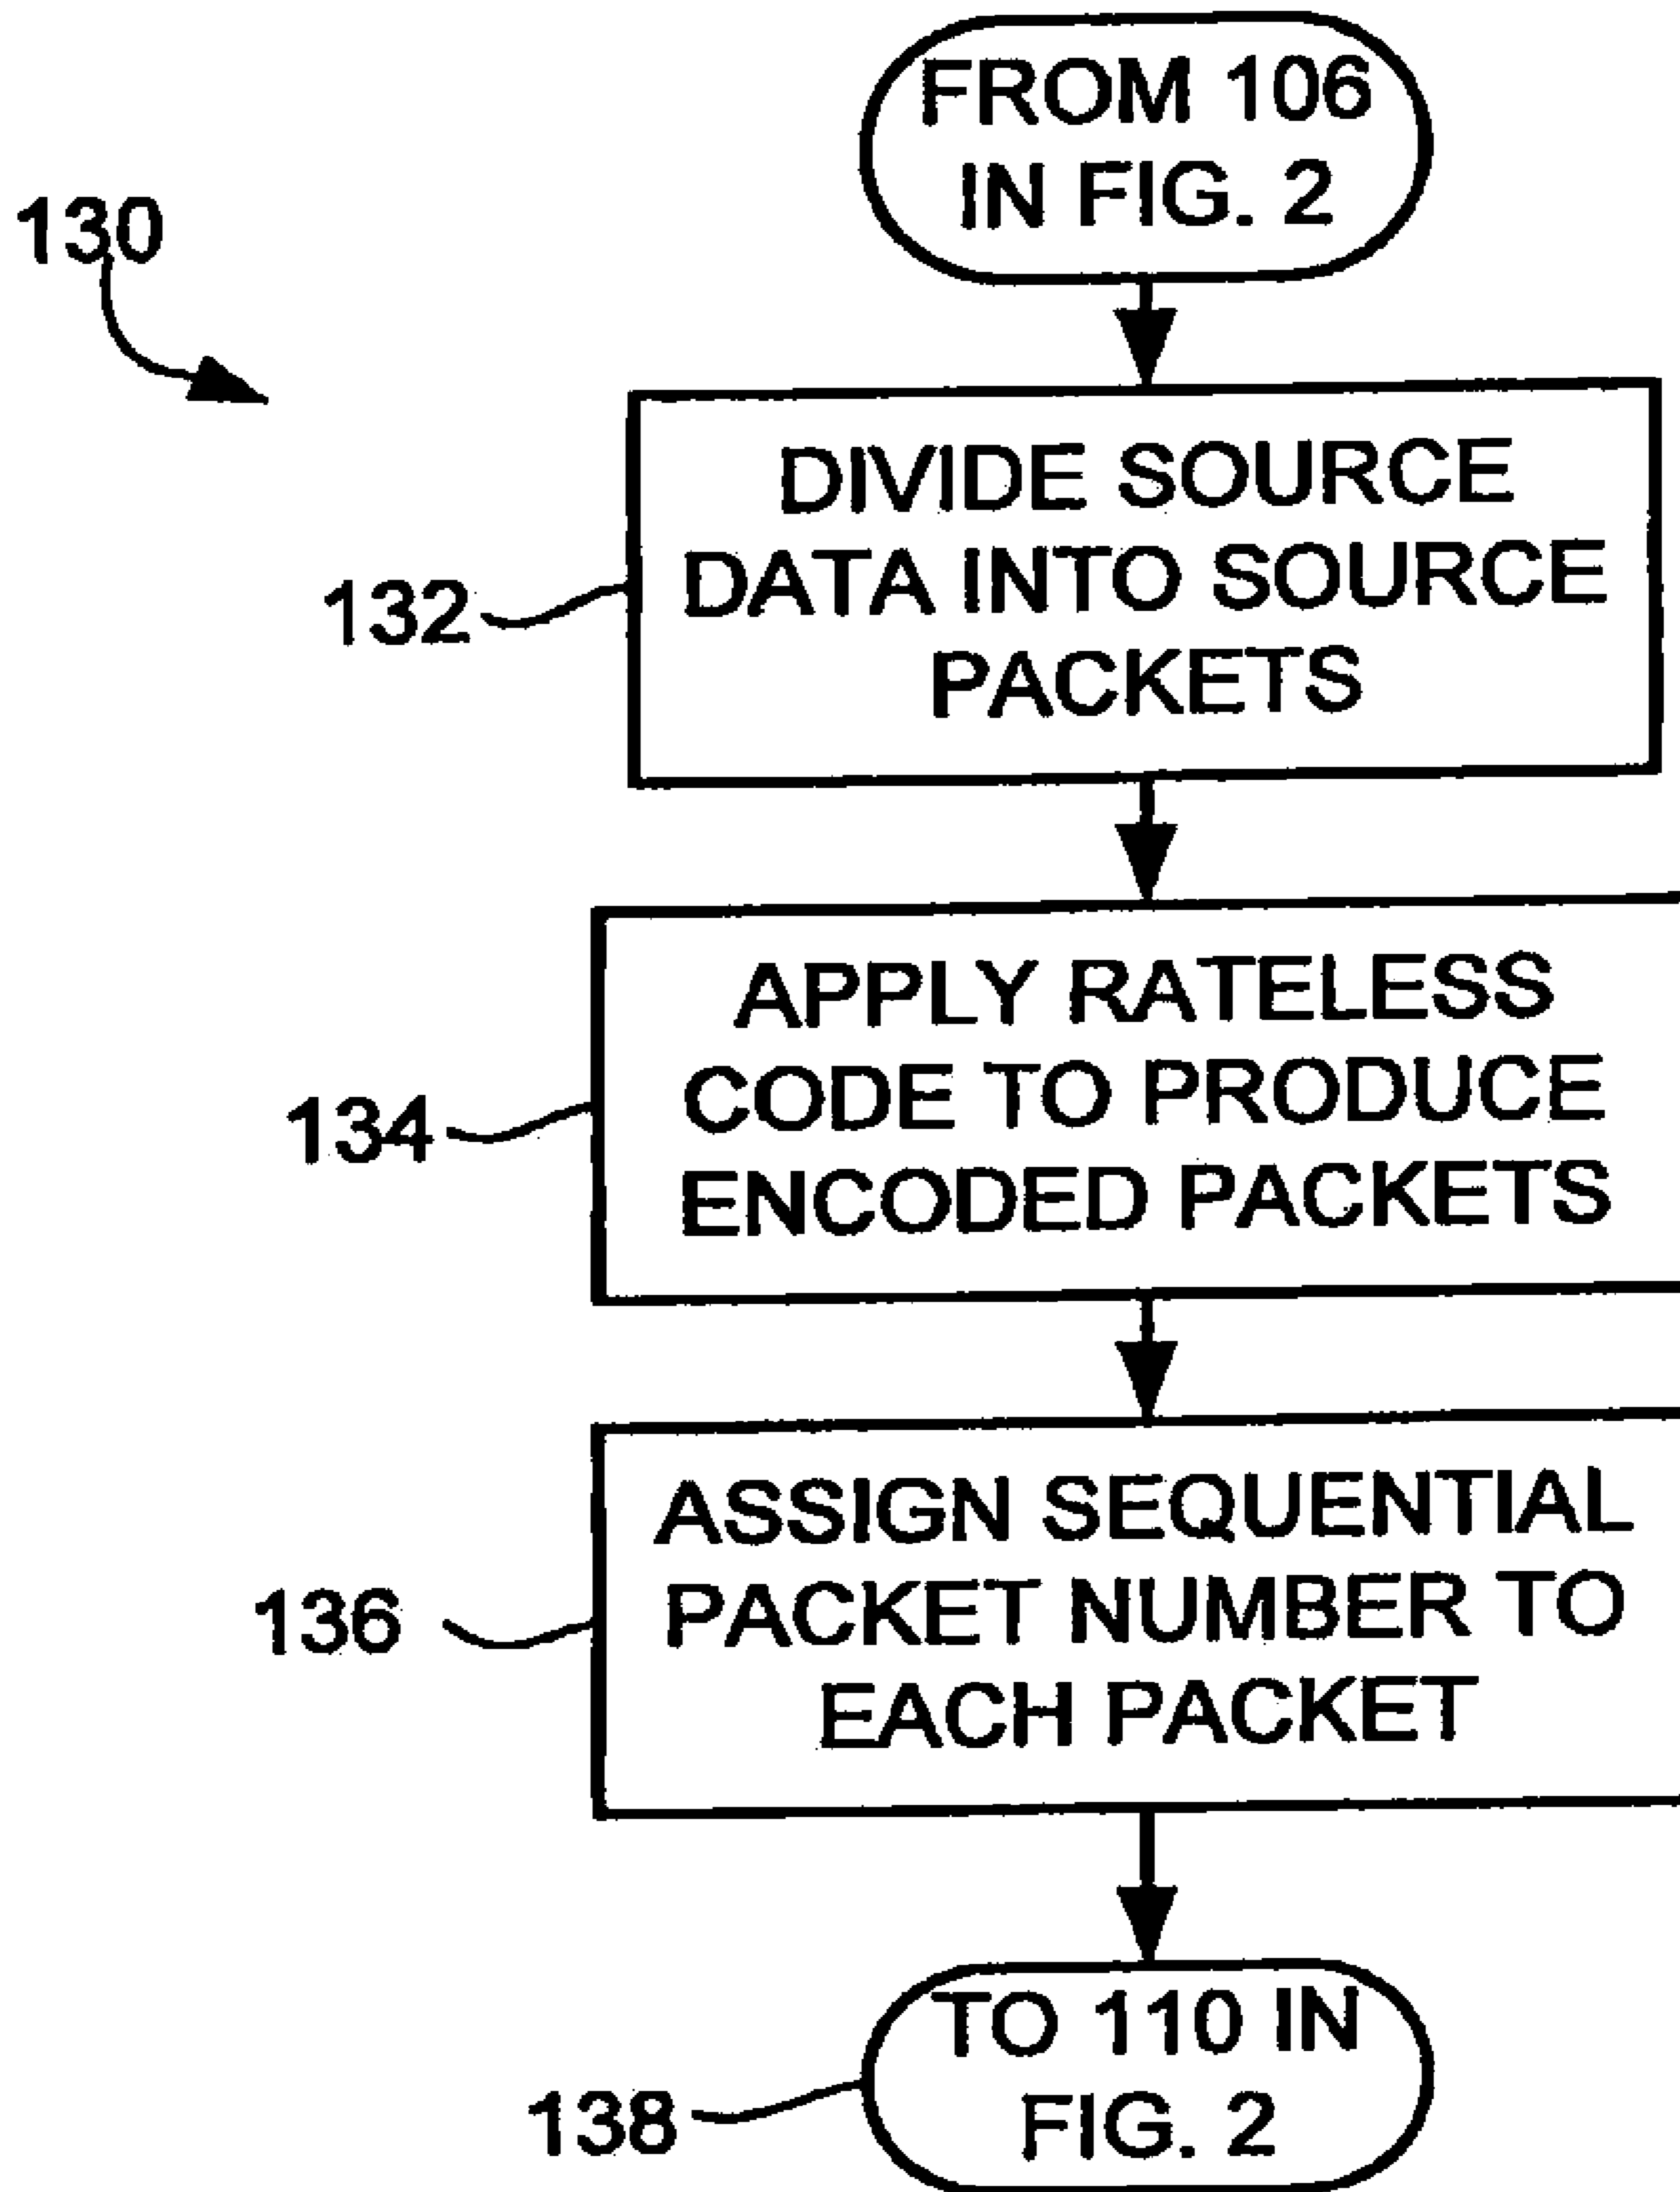 FROM 106
IN FIG. 2
130
DIVIDE SOURCE
DATA INTO SOURCE
PACKETS
132
APPLY RATELESS
CODE TO PRODUCE
ENCODED PACKETS
134
ASSIGN SEQUENTIAL
PACKET NUMBER TO
EACH PACKET
136
TO 110 IN
FIG. 2
138